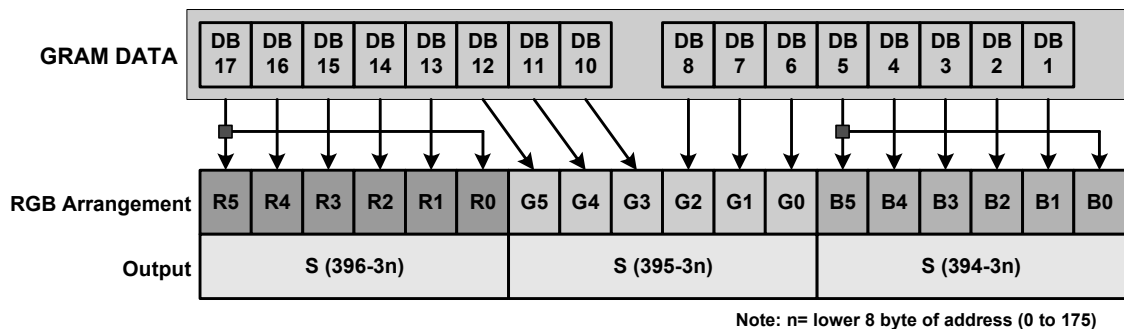 GRAM DATA
DB 17 DB 16 DB 15 DB 14 DB 13 DB 12 DB 11 DB 10 DB 8 DB 7 DB 6 DB 5 DB 4 DB 3 DB 2 DB 1
RGB Arrangement R5 R4 R3 R2 R1 R0 G5 G4 G3 G2 G1 G0 B5 B4 B3 B2 B1 B0
Output S (396-3n) S (395-3n) S (394-3n)
Note: n= lower 8 byte of address (0 to 175)